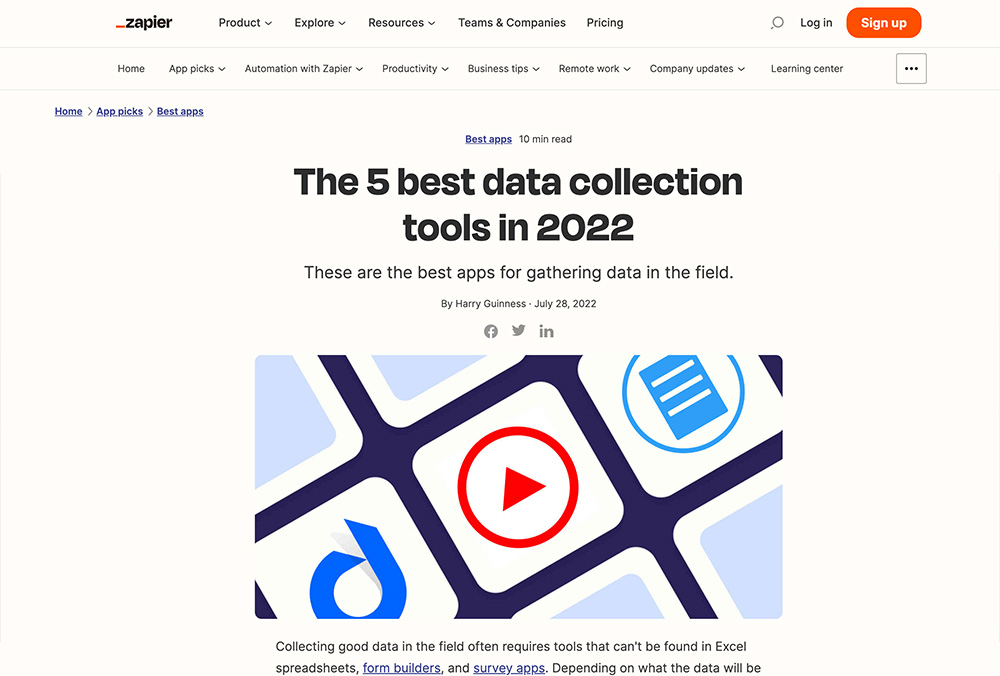 zapier
Product Explore Resources Teams & Companies Pricing Log in Sign up
Home App picks Automation with Zapier Productivity Business tips Remote work Company updates Learning center
Home > App picks > Best apps
Best apps 10 min read
The 5 best data collection
tools in 2022
These are the best apps for gathering data in the field.
By Harry Guinness · July 28, 2022
Collecting good data in the field often requires tools that can't be found in Excel
spreadsheets, form builders, and survey apps. Depending on what the data will be